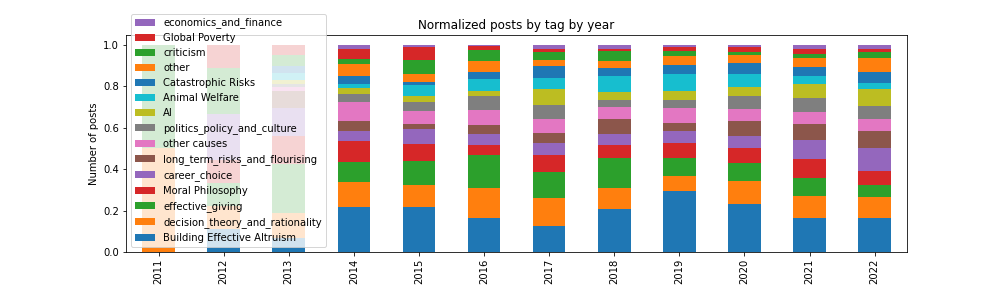 Normalized posts by tag by year
economics_and_finance
Global Poverty
criticism
other
Catastrophic Risks
Animal Welfare
AI
politics_policy_and_culture
other causes
long_term_risks_and_flourising
career_choice
Moral Philosophy
effective_giving
decision_theory_and_rationality
Building Effective Altruism
Number of posts
1.0
0.8
0.6
0.4
0.2
0.0
2011
2012
2013
2014
2015
2016
2017
2018
2019
2020
2021
2022